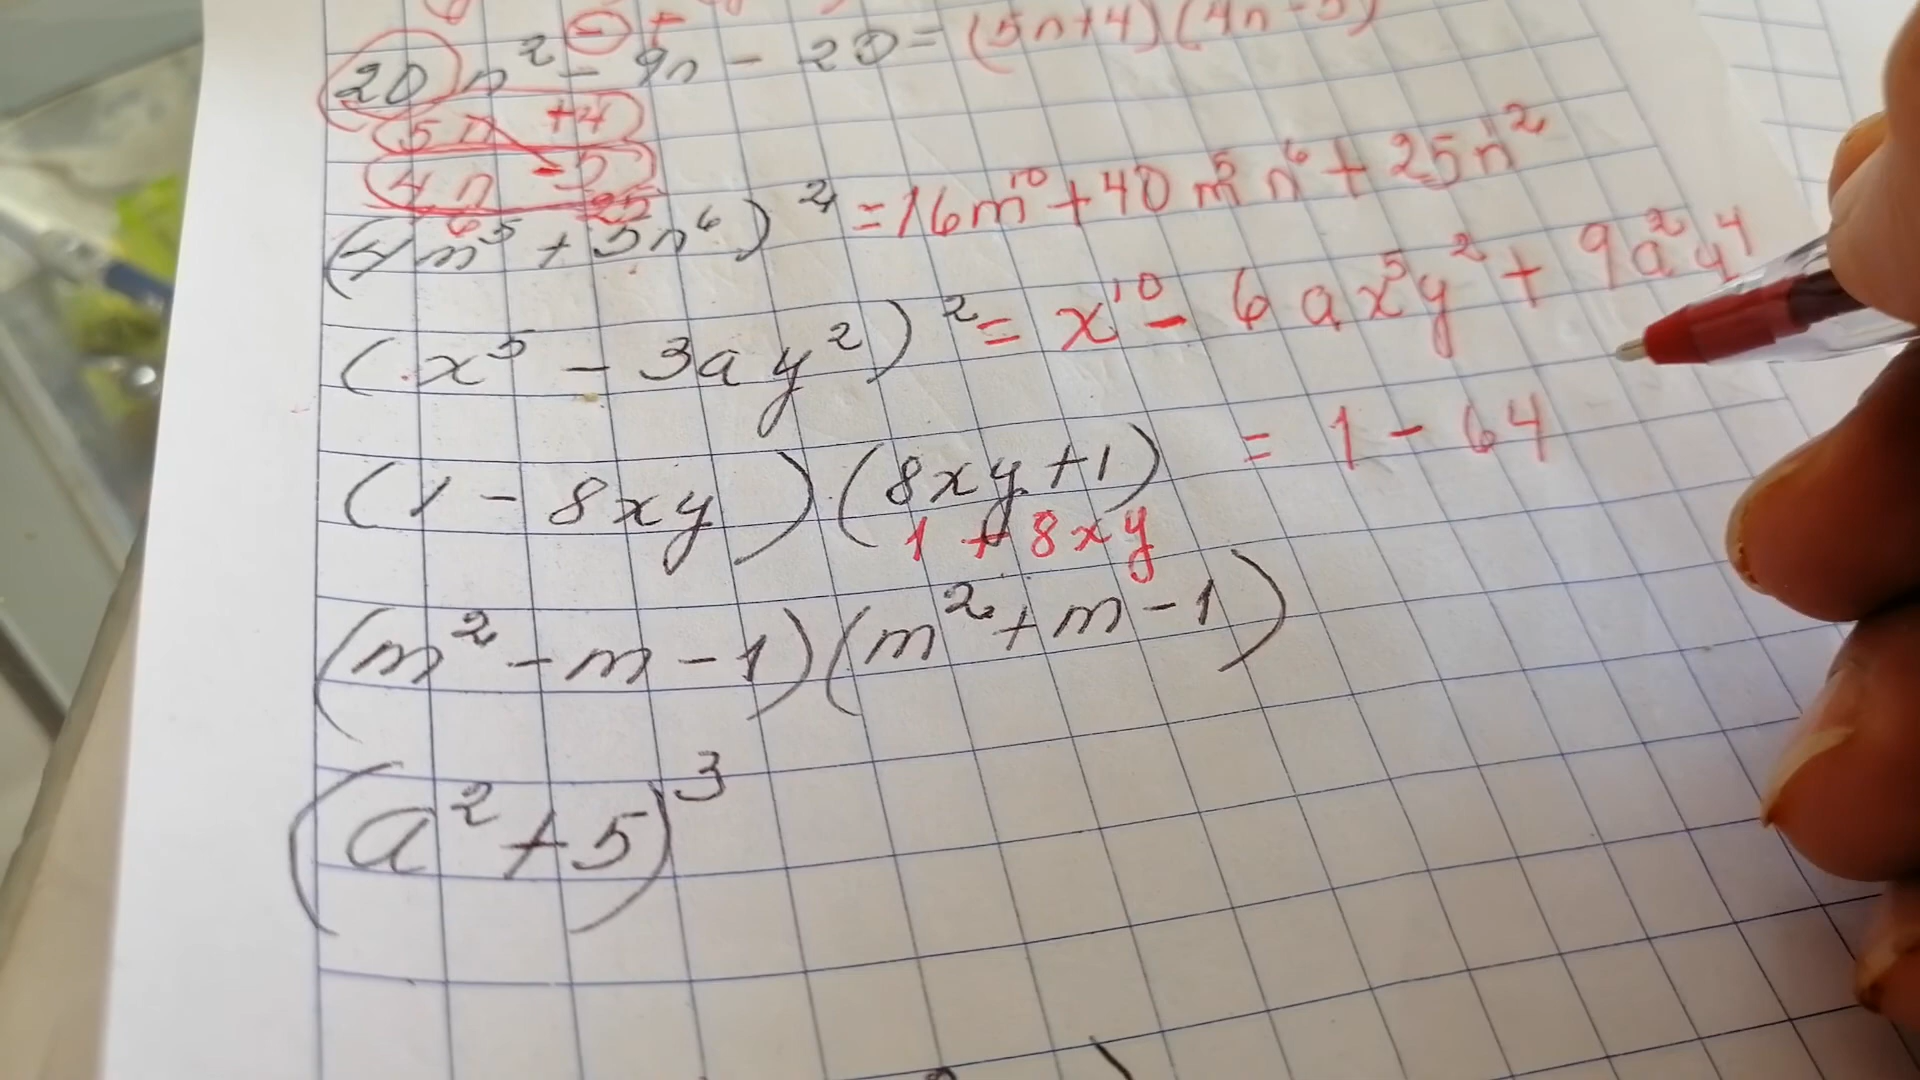 20n² - 9n - 20 = (5n+4)(4n-5)
5n +4
4n -5
-25
(4m⁵ + 5n⁶)² = 16m¹⁰ + 40m⁵n⁶ + 25n¹²
(x⁵ - 3ay²)² = x¹⁰ - 6ax⁵y² + 9a²y⁴
(1 - 8xy)(8xy+1) = 1 - 64
1 + 8xy
(m² - m - 1)(m² + m - 1)
(a² + 5)³